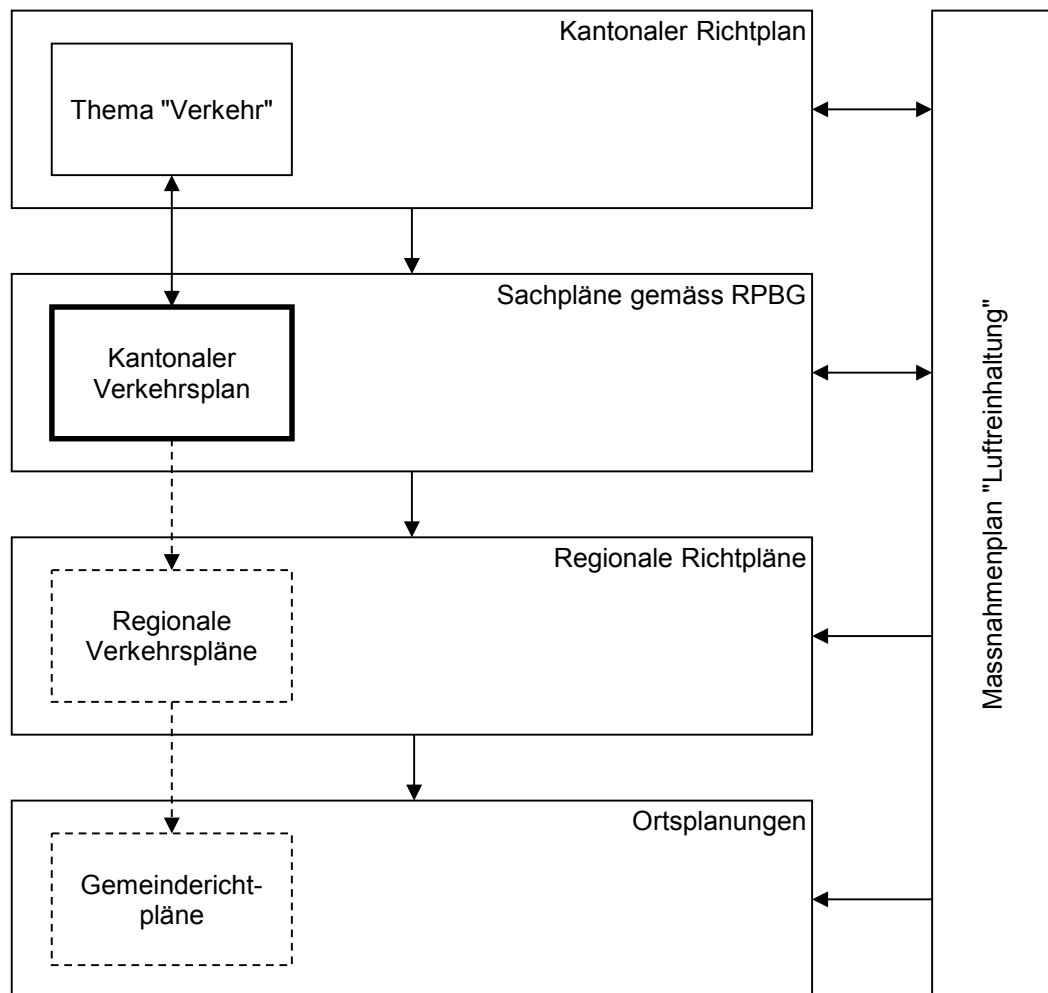 Kantonaler Richtplan
Thema "Verkehr"
Sachpläne gemäss RPBG
Kantonaler
Verkehrsplan
Regionale Richtpläne
Regionale
Verkehrspläne
Ortsplanungen
Gemeindericht-
pläne
Massnahmenplan "Luftreinhaltung"